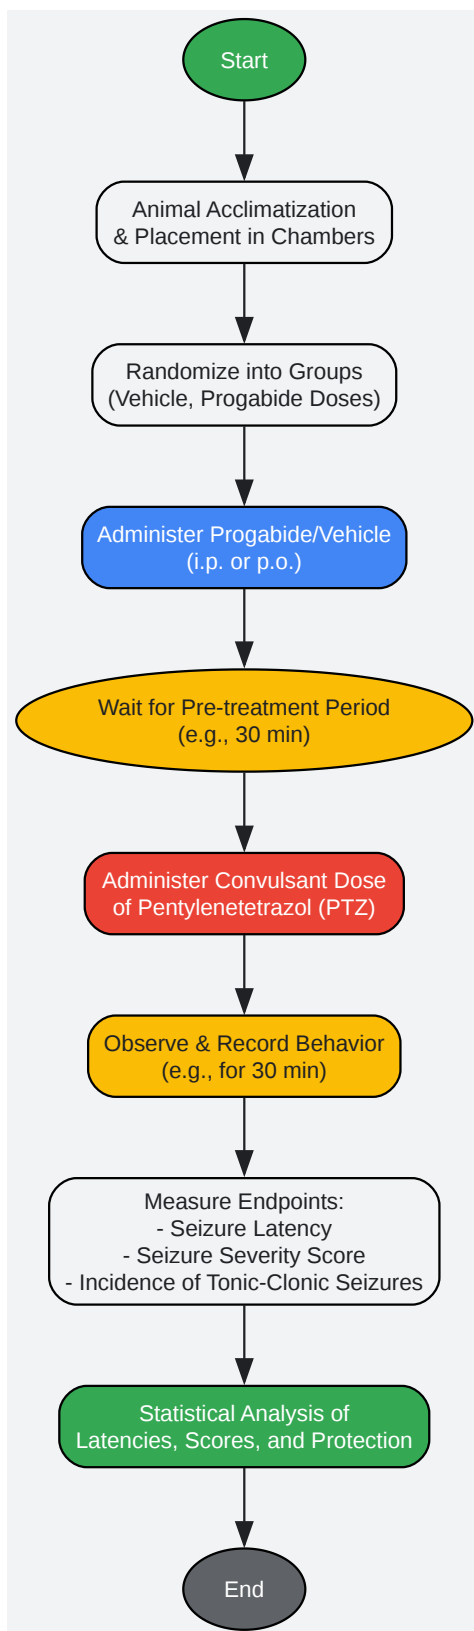 Start
Animal Acclimatization
& Placement in Chambers
Randomize into Groups
(Vehicle, Progabide Doses)
Administer Progabide/Vehicle
(i.p. or p.o.)
Wait for Pre-treatment Period
(e.g., 30 min)
Administer Convulsant Dose
of Pentylenetetrazol (PTZ)
Observe & Record Behavior
(e.g., for 30 min)
Measure Endpoints:
- Seizure Latency
- Seizure Severity Score
- Incidence of Tonic-Clonic Seizures
Statistical Analysis of
Latencies, Scores, and Protection
End